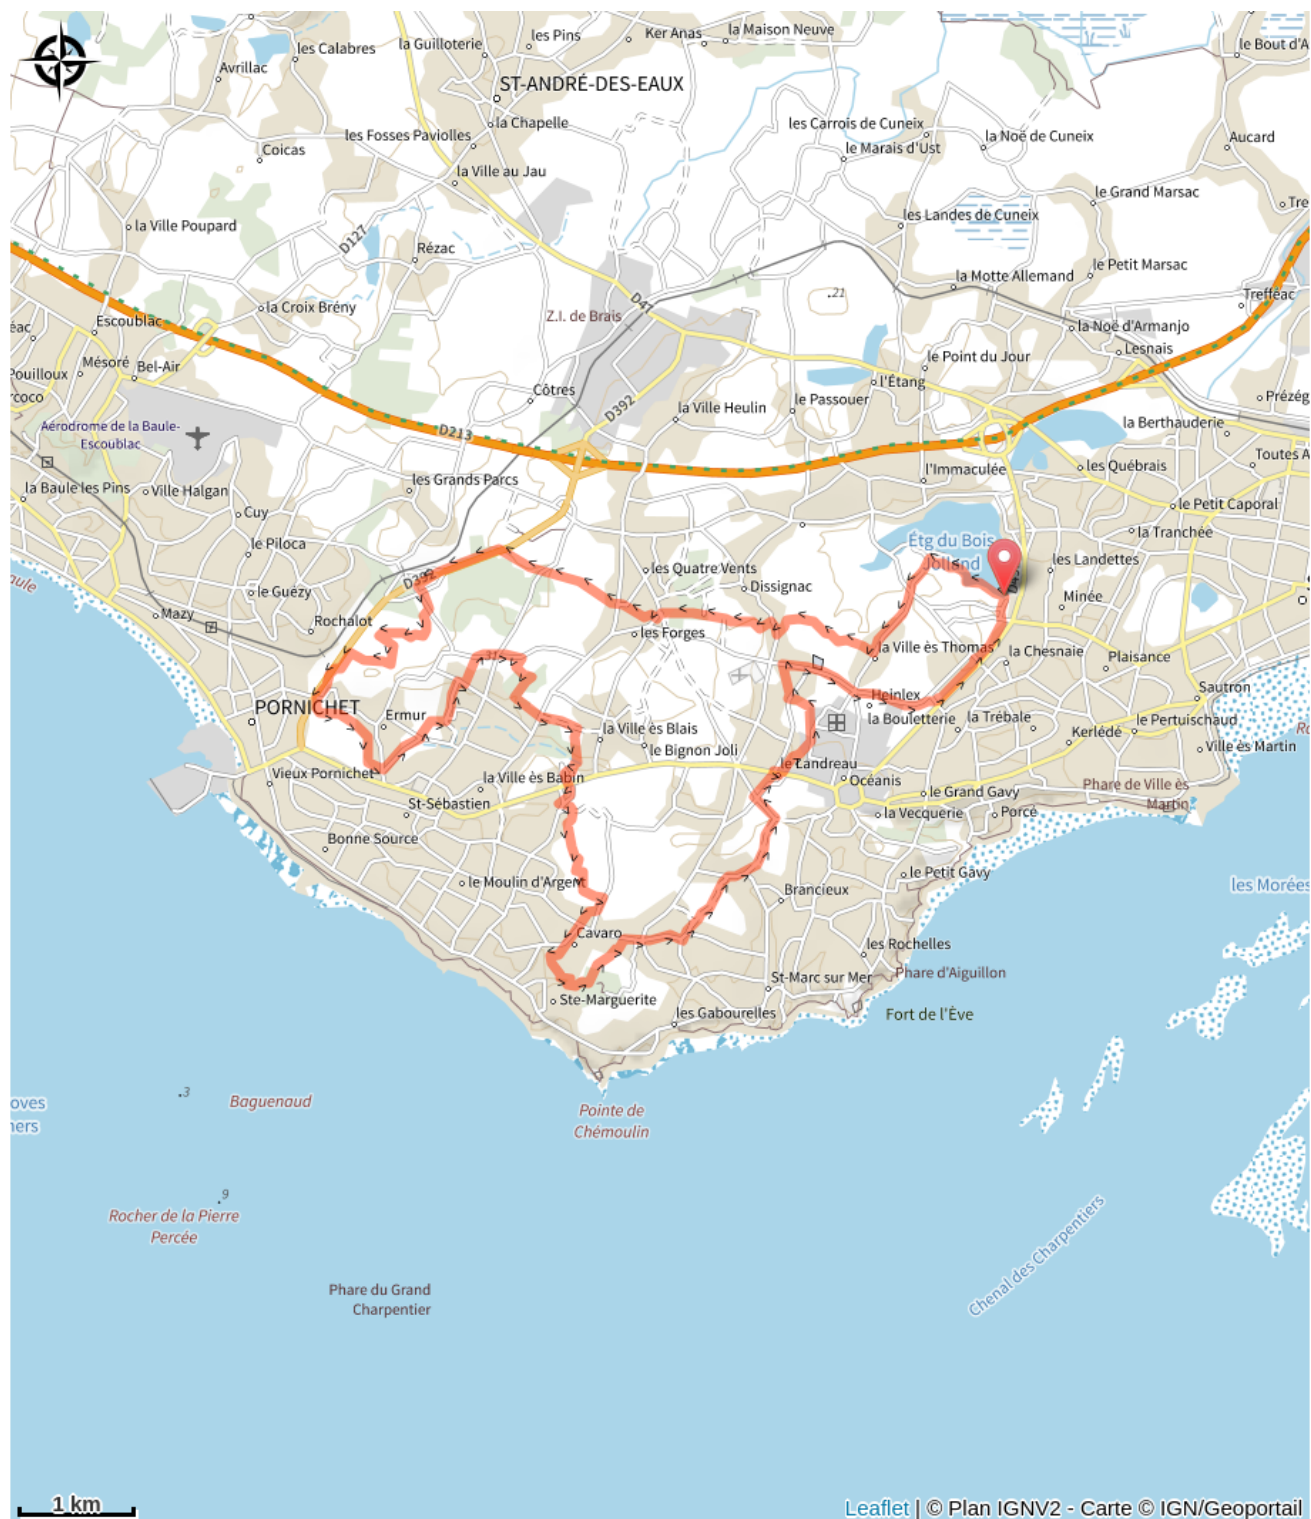 les Calabres
la Guilloterie
les Pins
Ker Anas
la Maison Neuve
le Bout d'A
Avrillac
ST-ANDRÉ-DES-EAUX
les Fosses Paviolles
la Chapelle
les Carrois de Cuneix
la Noë de Cuneix
Aucard
Coicas
le Marais d'Ust
la Ville au Jau
le Grand Marsac
Tre
la Ville Poupard
D127
les Landes de Cuneix
Rézac
la Motte Allemand
le Petit Marsac
la Croix Brény
D47
.21
Treffféac
Escoublac
Z.I. de Brais
la Noë d'Armanjo
éac
Mésoré
Bel-Air
le Point du Jour
Lesnais
Pouilloux
Côtres
l'Étang
rcoco
D392
la Ville Heulin
le Passouer
Prézég
Aérodrome de la Baule-
Escoublac
D213
la Berthauderie
les Grands Parcs
l'Immaculée
les Québrais
Toutes A
la Baule les Pins
Ville Halgan
le Petit Caporal
Cuy
la Tranchée
le Piloca
Étg du Bois
Jolland
les Landettes
aule
D392
les Quatre Vents
Dissignac
le Guézy
Minée
Mazy
Rochalot
les Forges
la Ville ès Thomas
la Chesnaie
Plaisance
31
PORNICHET
Ermur
Heinlex
Sautron
la Bouletterie
la Trébale
le Pertuischaud
la Ville ès Blais
Kerlédé
le Bignon Joli
Ville ès Martin
Vieux Pornichet
la Ville ès Babin
le Landreau
Océanis
Phare de Ville ès
Martin
St-Sébastien
le Grand Gavy
la Vecquerie
Porcé
Bonne Source
le Moulin d'Argent
le Petit Gavy
Brancieux
les Morées
Cavaro
les Rochelles
St-Marc sur Mer
Phare d'Aiguillon
Ste-Marguerite
les Gabourelles
Fort de l'Ève
.3
Baguenaud
oves
ners
Pointe de
Chémoulin
.9
Rocher de la Pierre
Percée
Chenal des Charpentiers
Phare du Grand
Charpentier
1 km
Leaflet | © Plan IGNV2 - Carte © IGN/Geoportail